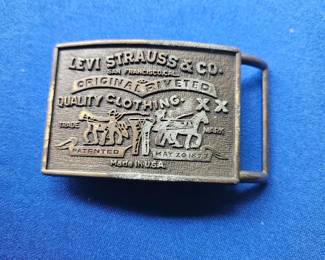 LEVI STRAUSS & CO.
SAN FRANCISCO, CAL.
ORIGINAL RIVETED
QUALITY CLOTHING. XX
TRADE MARK
PATENTED MAY 20 1873
Made in U.S.A.